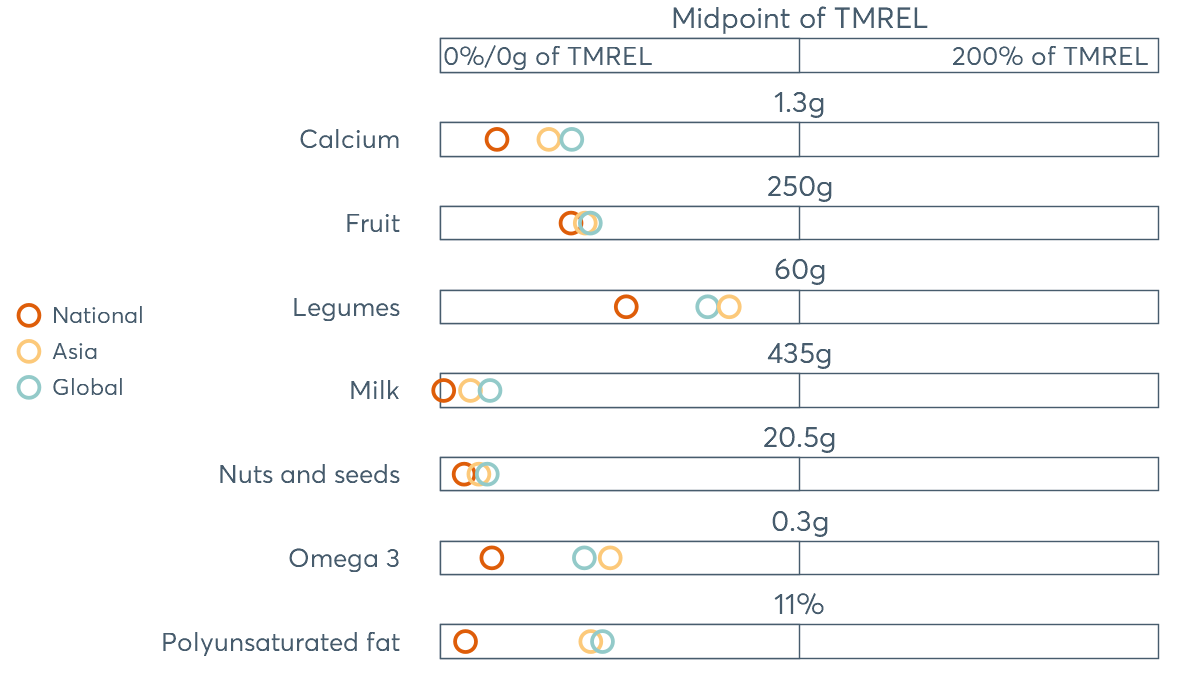 Midpoint of TMREL
0%/0g of TMREL 200% of TMREL
1.3g
Calcium
250g
Fruit
60g
Legumes
435g
Milk
20.5g
Nuts and seeds
0.3g
Omega 3
11%
Polyunsaturated fat
National
Asia
Global